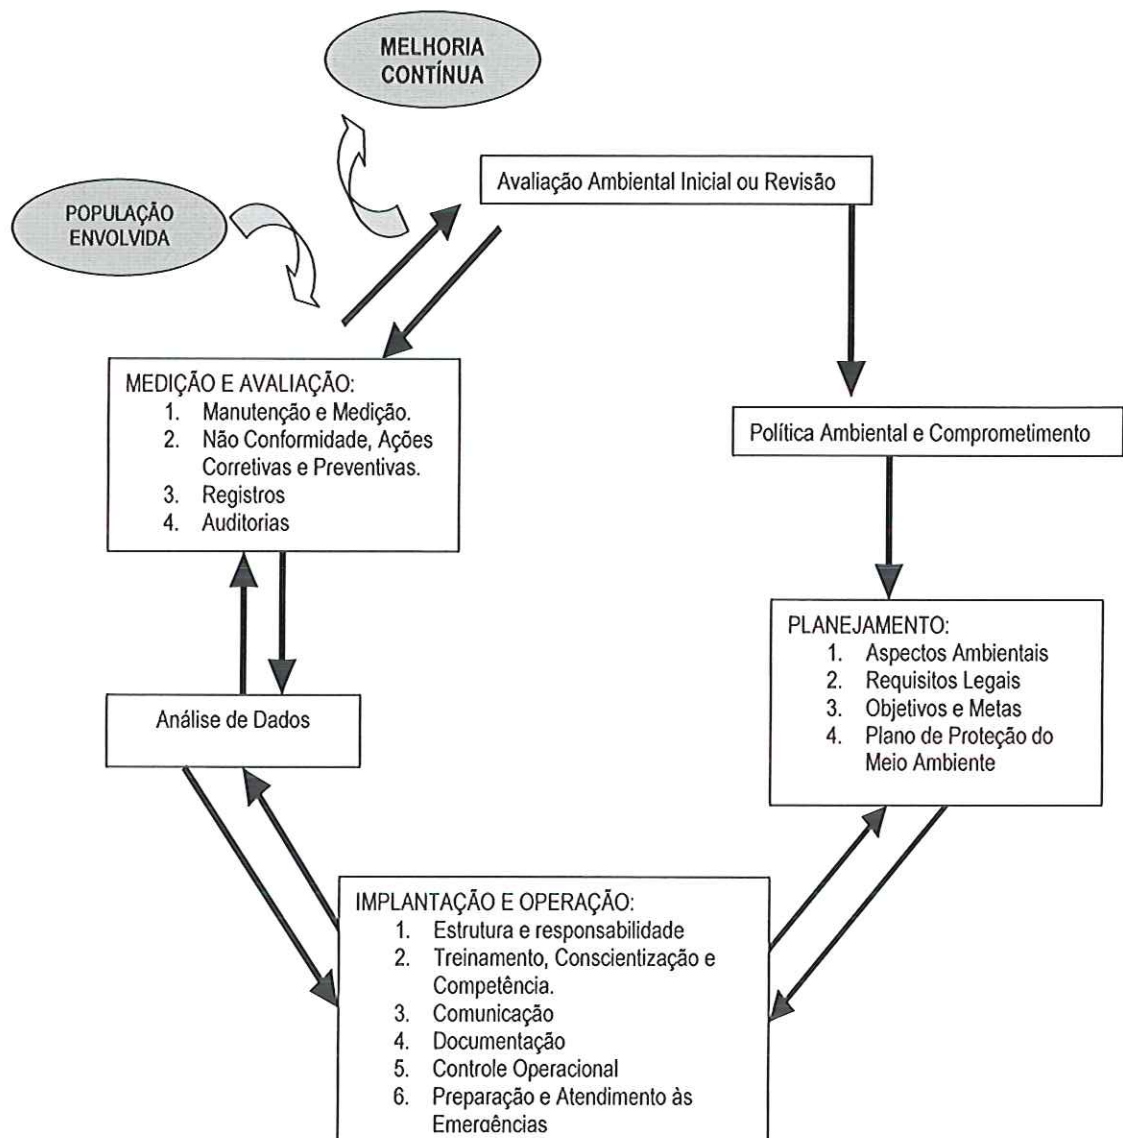 MELHORIA
CONTÍNUA
Avaliação Ambiental Inicial ou Revisão
POPULAÇÃO
ENVOLVIDA
MEDIÇÃO E AVALIAÇÃO:
1. Manutenção e Medição.
2. Não Conformidade, Ações
Corretivas e Preventivas.
3. Registros
4. Auditorias
Política Ambiental e Comprometimento
PLANEJAMENTO:
1. Aspectos Ambientais
2. Requisitos Legais
3. Objetivos e Metas
4. Plano de Proteção do
Meio Ambiente
Análise de Dados
IMPLANTAÇÃO E OPERAÇÃO:
1. Estrutura e responsabilidade
2. Treinamento, Conscientização e
Competência.
3. Comunicação
4. Documentação
5. Controle Operacional
6. Preparação e Atendimento às
Emergências